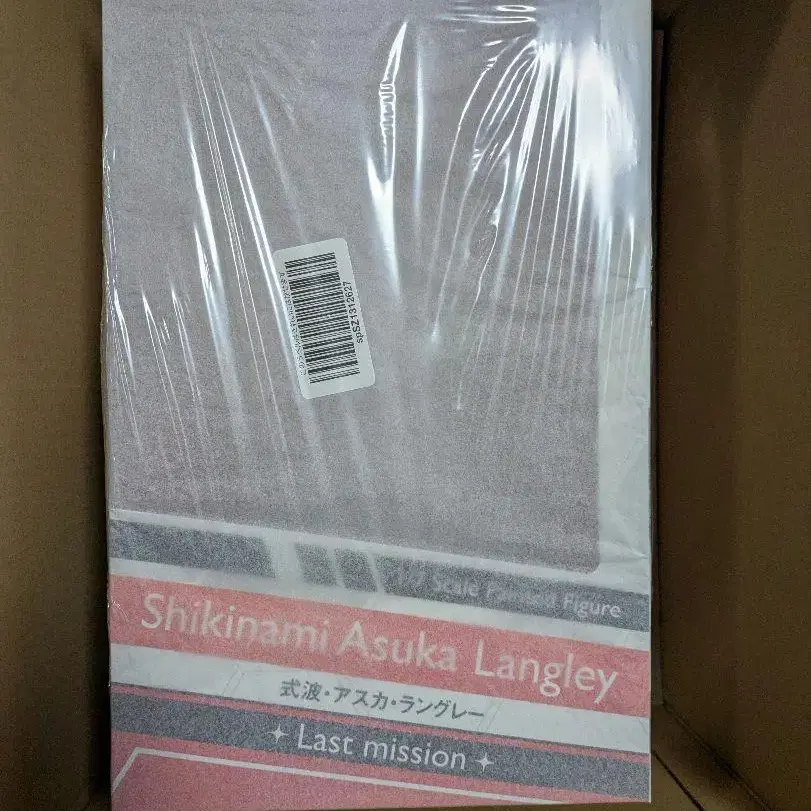 spSZ1312627
1/7 Scale Painted Figure
Shikinami Asuka Langley
式波・アスカ・ラングレー
Last mission